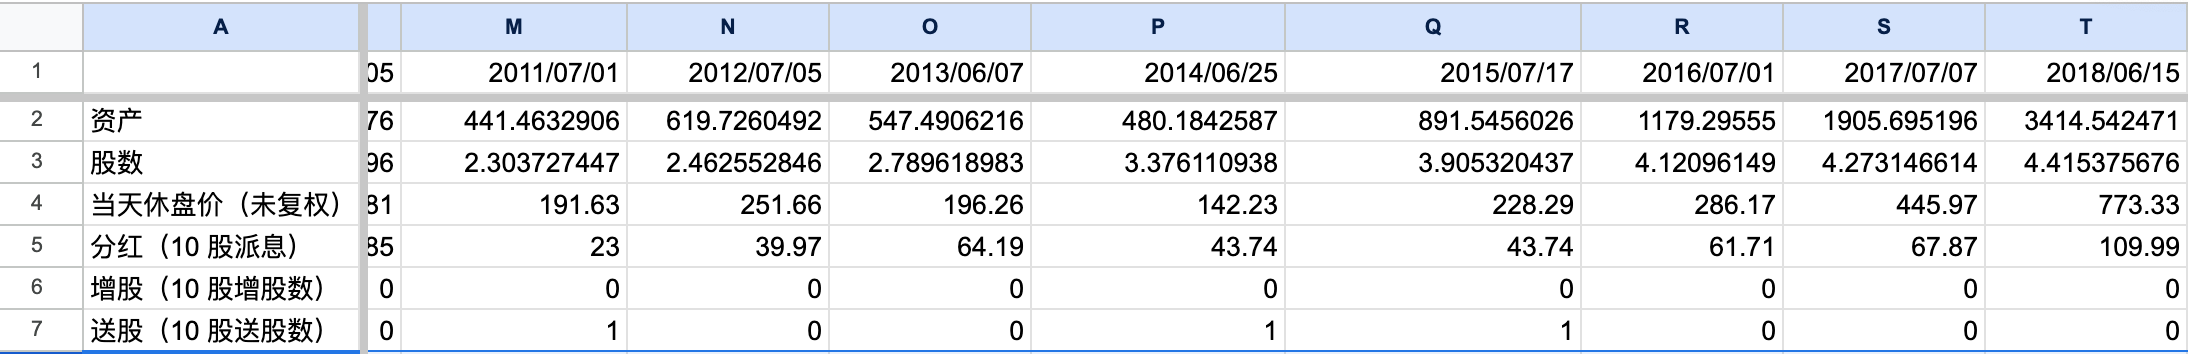 A M N O P Q R S T
1 05 2011/07/01 2012/07/05 2013/06/07 2014/06/25 2015/07/17 2016/07/01 2017/07/07 2018/06/15
2 资产 76 441.4632906 619.7260492 547.4906216 480.1842587 891.5456026 1179.29555 1905.695196 3414.542471
3 股数 96 2.303727447 2.462552846 2.789618983 3.376110938 3.905320437 4.12096149 4.273146614 4.415375676
4 当天休盘价（未复权） 81 191.63 251.66 196.26 142.23 228.29 286.17 445.97 773.33
5 分红（10 股派息） 85 23 39.97 64.19 43.74 43.74 61.71 67.87 109.99
6 增股（10 股增股数） 0 0 0 0 0 0 0 0 0
7 送股（10 股送股数） 0 1 0 0 1 1 0 0 0